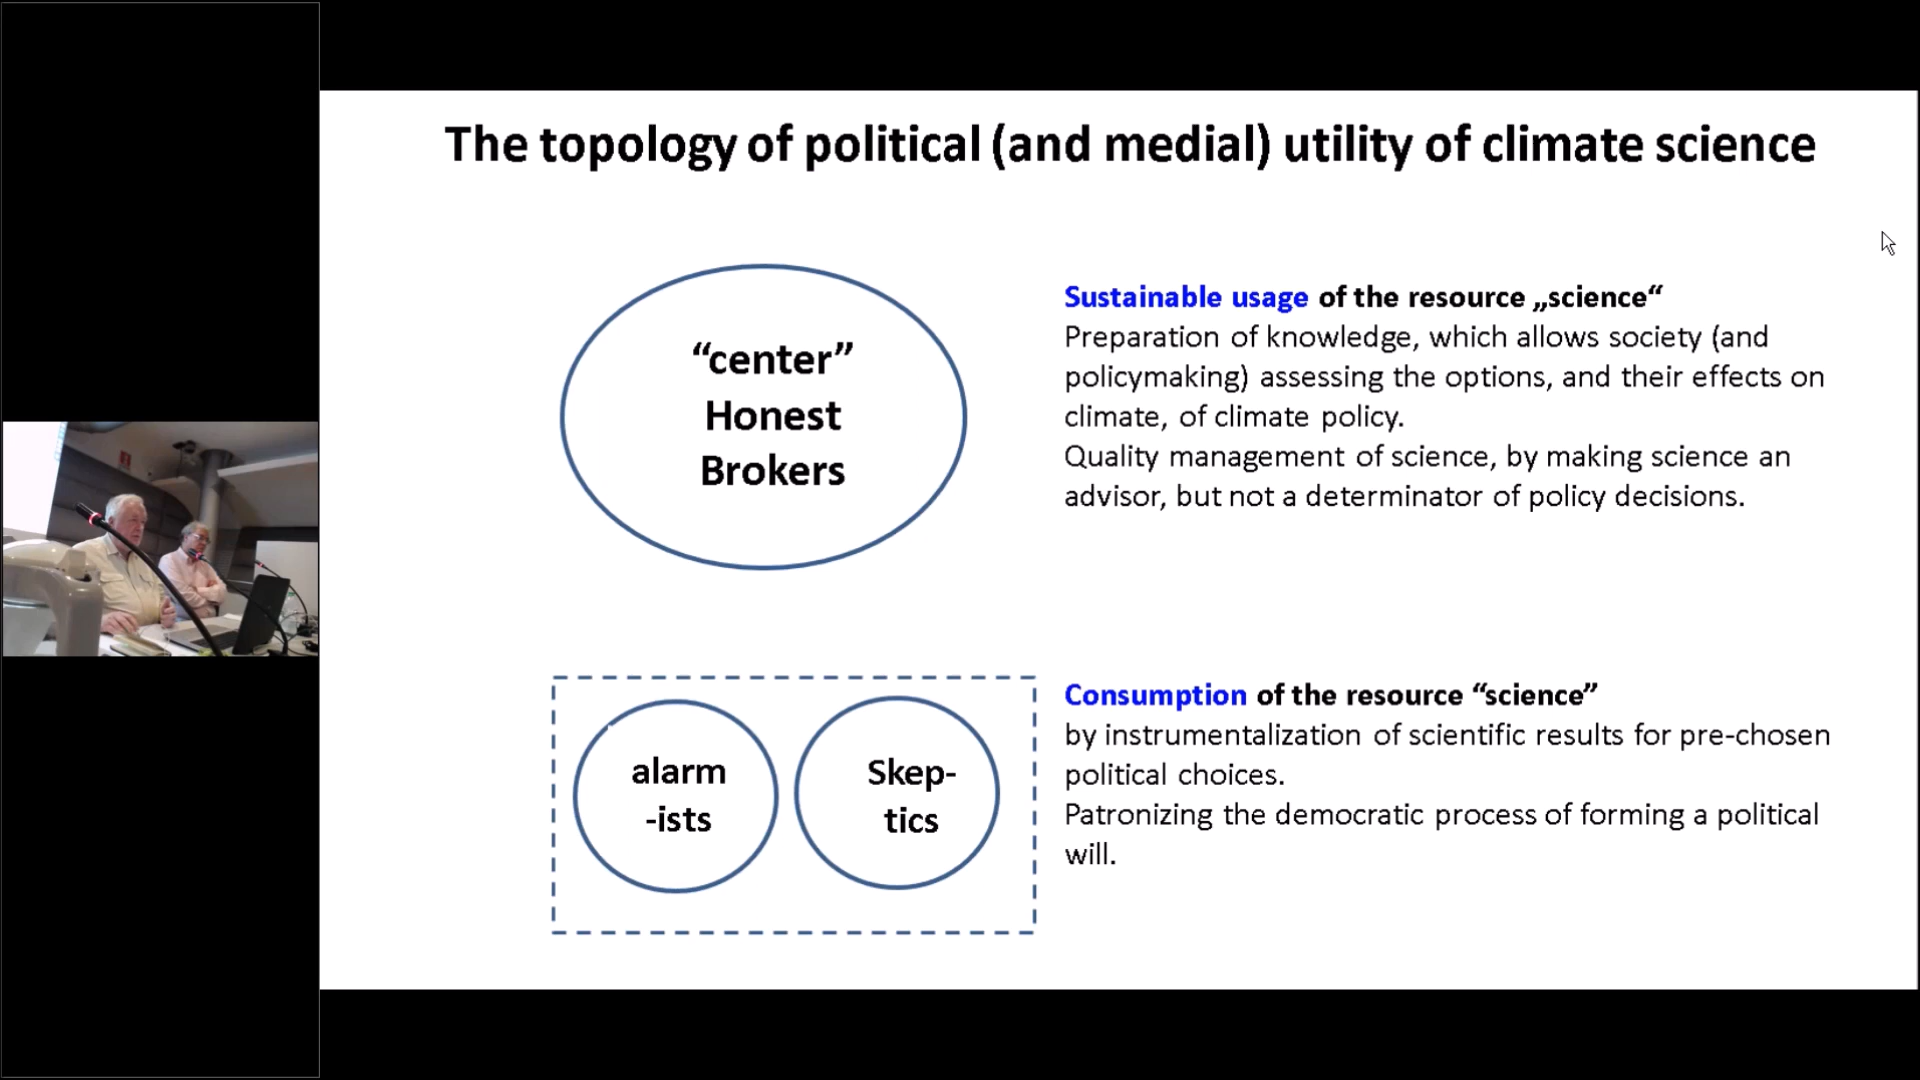 The topology of political (and medial) utility of climate science
“center”
Honest
Brokers
Sustainable usage of the resource „science“
Preparation of knowledge, which allows society (and
policymaking) assessing the options, and their effects on
climate, of climate policy.
Quality management of science, by making science an
advisor, but not a determinator of policy decisions.
alarm
-ists
Skep-
tics
Consumption of the resource “science”
by instrumentalization of scientific results for pre-chosen
political choices.
Patronizing the democratic process of forming a political
will.